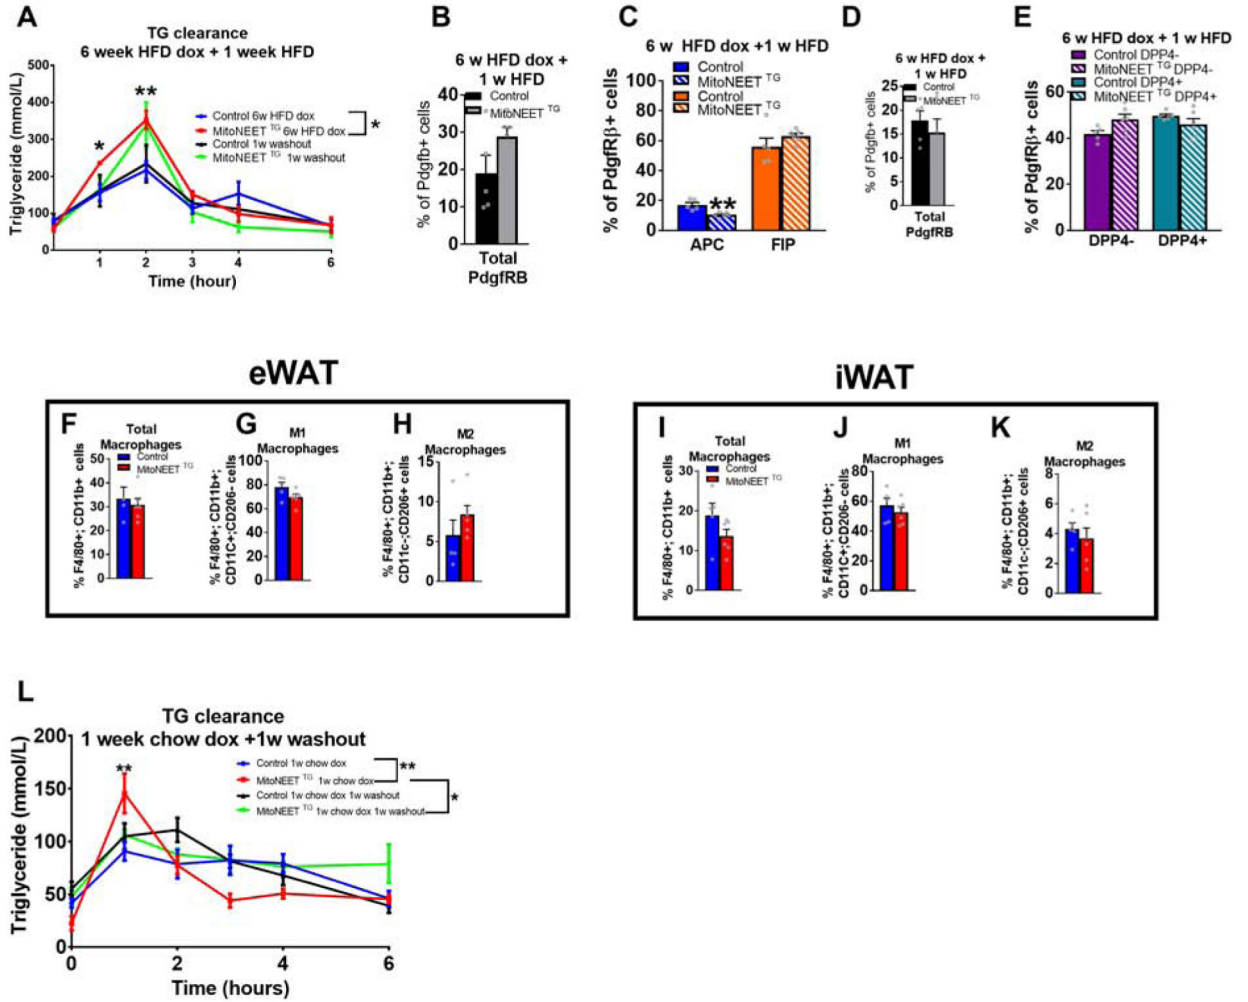 A
TG clearance
6 week HFD dox + 1 week HFD
Triglyceride (mmol/L)
500
400
300
200
100
0
*
**
Control 6w HFD dox
MitoNEET TG 6w HFD dox
Control 1w washout
MitoNEET TG 1w washout
*
1
2
3
4
6
Time (hour)
B
6 w HFD dox +
1 w HFD
% of Pdgfb+ cells
40
30
20
10
0
Control
MitoNEET TG
Total
PdgfRB
C
6 w HFD dox +1 w HFD
% of PdgfRβ+ cells
100
80
60
40
20
0
Control
MitoNEET TG
Control
MitoNEET TG
**
APC
FIP
D
6 w HFD dox +
1 w HFD
% of Pdgfb+ cells
25
20
15
10
5
0
Control
MitoNEET TG
Total
PdgfRB
E
6 w HFD dox + 1 w HFD
% of PdgfRβ+ cells
60
40
20
0
Control DPP4-
MitoNEET TG DPP4-
Control DPP4+
MitoNEET TG DPP4+
DPP4-
DPP4+
eWAT
F
Total
Macrophages
% F4/80+; CD11b+ cells
50
40
30
20
10
0
Control
MitoNEET TG
G
M1
Macrophages
% F4/80+; CD11b+;
CD11C+;CD206- cells
100
80
60
40
20
0
H
M2
Macrophages
% F4/80+; CD11b+;
CD11c-;CD206+ cells
15
10
5
0
iWAT
I
Total
Macrophages
% F4/80+; CD11b+ cells
30
20
10
0
Control
MitoNEET TG
J
M1
Macrophages
% F4/80+; CD11b+;
CD11C+;CD206- cells
80
60
40
20
0
K
M2
Macrophages
% F4/80+; CD11b+;
CD11c-;CD206+ cells
8
6
4
2
0
L
TG clearance
1 week chow dox +1w washout
Triglyceride (mmol/L)
200
150
100
50
0
**
Control 1w chow dox
MitoNEET TG 1w chow dox
Control 1w chow dox 1w washout
MitoNEET TG 1w chow dox 1w washout
**
*
0
2
4
6
Time (hours)